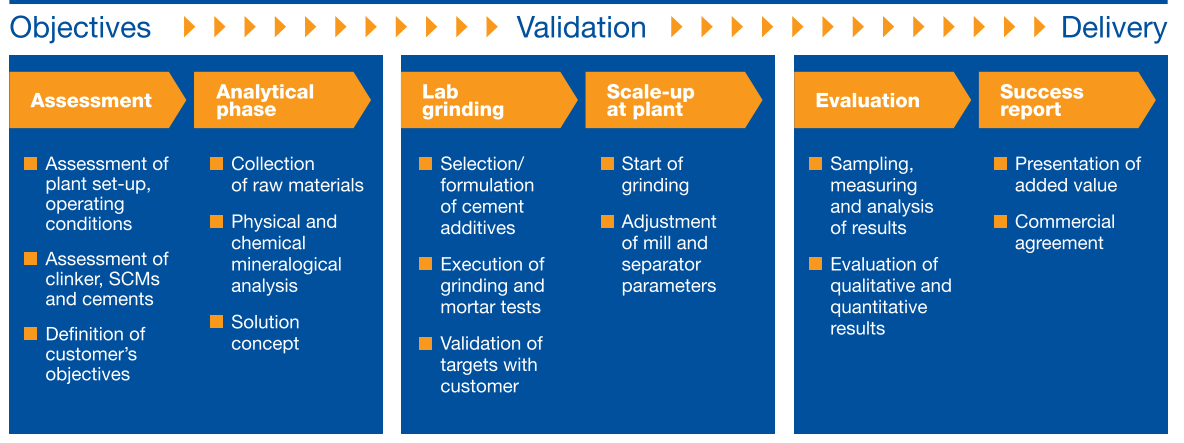 Objectives
Validation
Delivery
Assessment
Assessment of
plant set-up,
operating
conditions
Assessment of
clinker, SCMs
and cements
Definition of
customer’s
objectives
Analytical
phase
Collection
of raw materials
Physical and
chemical
mineralogical
analysis
Solution
concept
Lab
grinding
Selection/
formulation
of cement
additives
Execution of
grinding and
mortar tests
Validation of
targets with
customer
Scale-up
at plant
Start of
grinding
Adjustment
of mill and
separator
parameters
Evaluation
Sampling,
measuring
and analysis
of results
Evaluation of
qualitative and
quantitative
results
Success
report
Presentation of
added value
Commercial
agreement